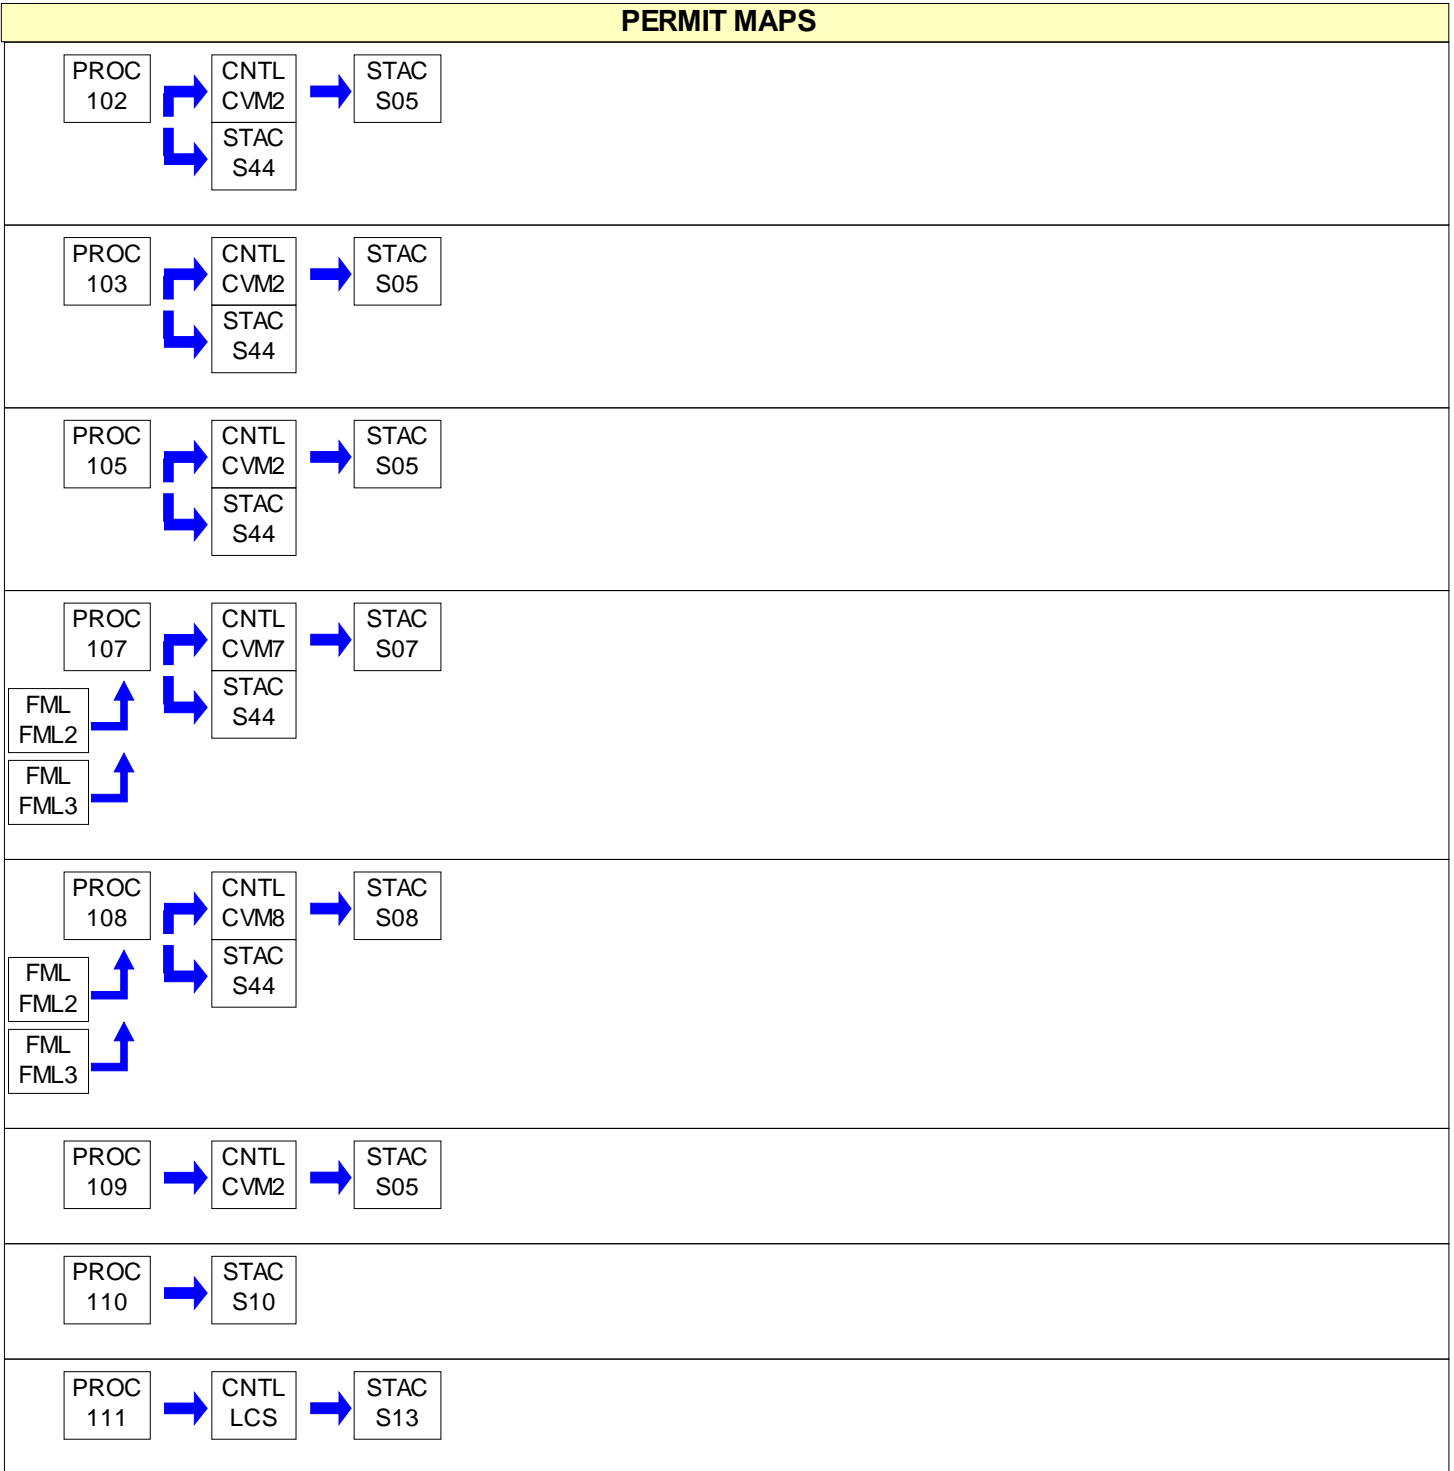 PERMIT MAPS
PROC
102
CNTL
CVM2
STAC
S05
STAC
S44
PROC
103
CNTL
CVM2
STAC
S05
STAC
S44
PROC
105
CNTL
CVM2
STAC
S05
STAC
S44
PROC
107
CNTL
CVM7
STAC
S07
STAC
S44
FML
FML2
FML
FML3
PROC
108
CNTL
CVM8
STAC
S08
STAC
S44
FML
FML2
FML
FML3
PROC
109
CNTL
CVM2
STAC
S05
PROC
110
STAC
S10
PROC
111
CNTL
LCS
STAC
S13